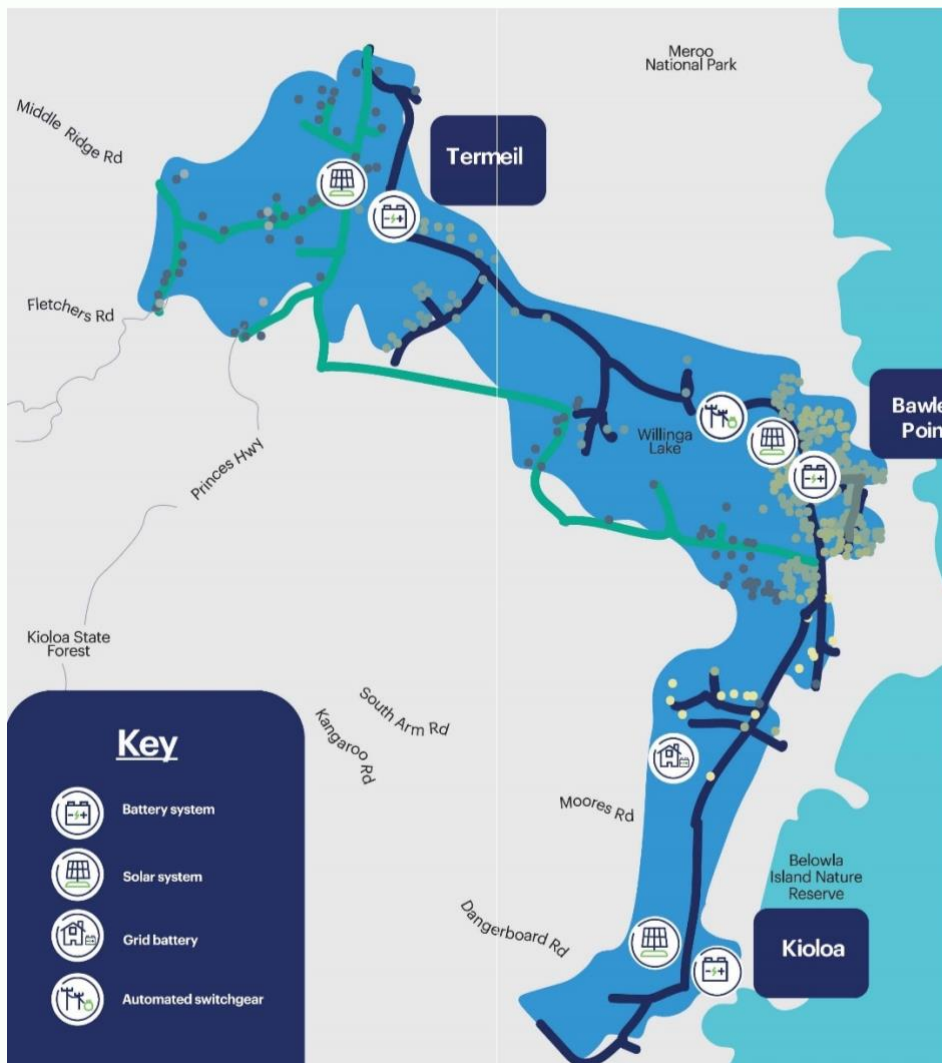 Meroo
National Park
Middle Ridge Rd
Termeil
Fletchers Rd
Bawle
Poin
Willinga
Lake
Princes Hwy
Kioloa State
Forest
South Arm Rd
Kangaroo Rd
Moores Rd
Belowla
Island Nature
Reserve
Dangerboard Rd
Kioloa
Key
Battery system
Solar system
Grid battery
Automated switchgear